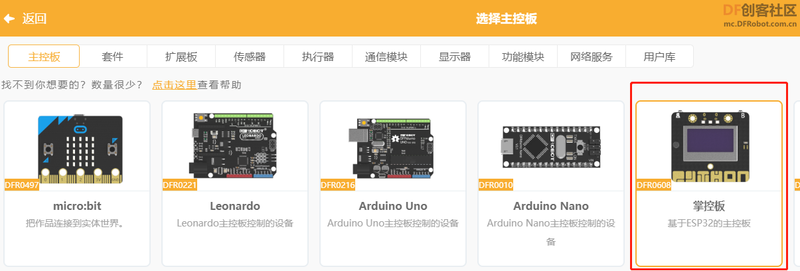 返回
选择主控板
DF创客社区
mc.DFRobot.com.cn
主控板 套件 扩展板 传感器 执行器 通信模块 显示器 功能模块 网络服务 用户库
找不到你想要的？数量很少？ 点击这里查看帮助
DFR0497
micro:bit
把作品连接到实体世界。
DFR0221
Leonardo
Leonardo主控板控制的设备
DFR0216
Arduino Uno
Arduino Uno主控板控制的设备
DFR0010
Arduino Nano
Arduino Nano主控板控制的设
备
DFR0608
掌控板
基于ESP32的主控板